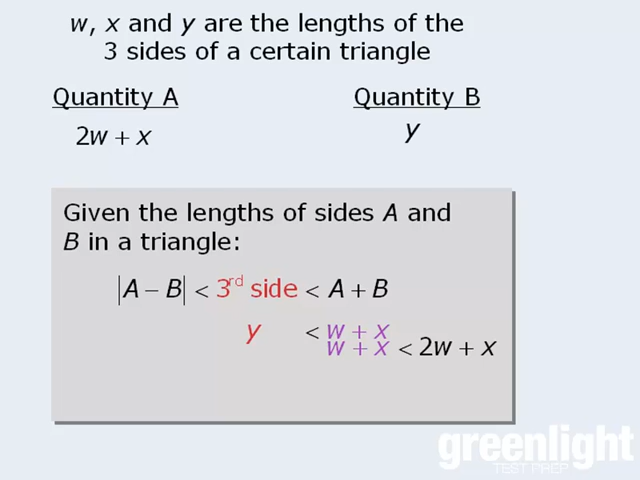 w, x and y are the lengths of the
3 sides of a certain triangle
Quantity A Quantity B
2w + x y
Given the lengths of sides A and
B in a triangle:
|A − B| < 3rd side < A + B
y < w + x
w + x < 2w + x
greenlight
TEST PREP